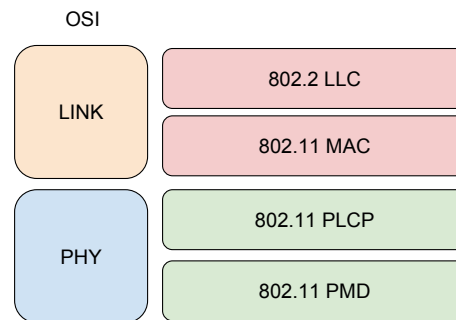 OSI
LINK
802.2 LLC
802.11 MAC
PHY
802.11 PLCP
802.11 PMD